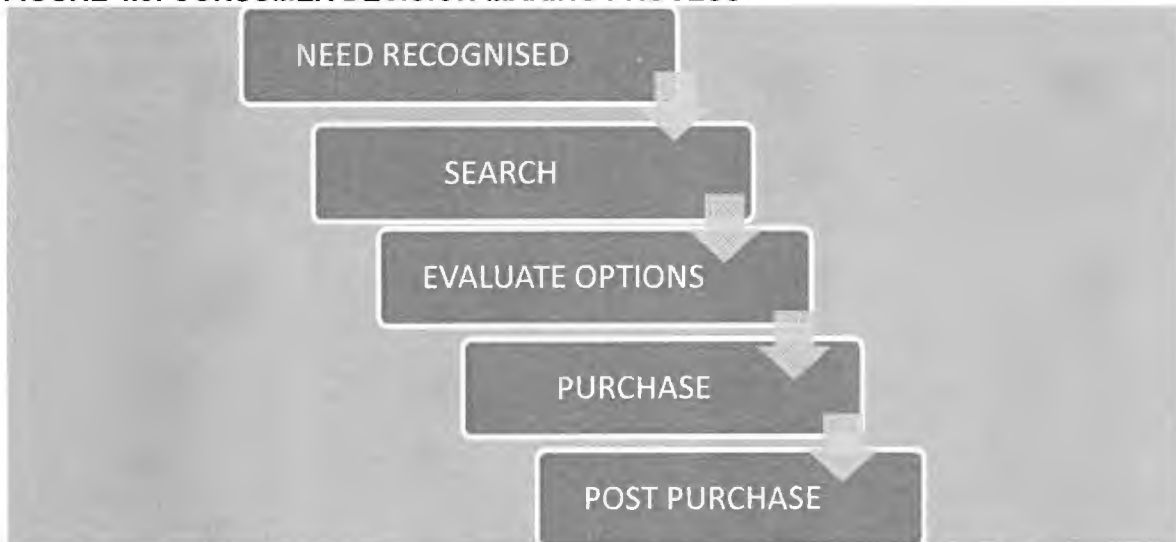 NEED RECOGNISED
SEARCH
EVALUATE OPTIONS
PURCHASE
POST PURCHASE